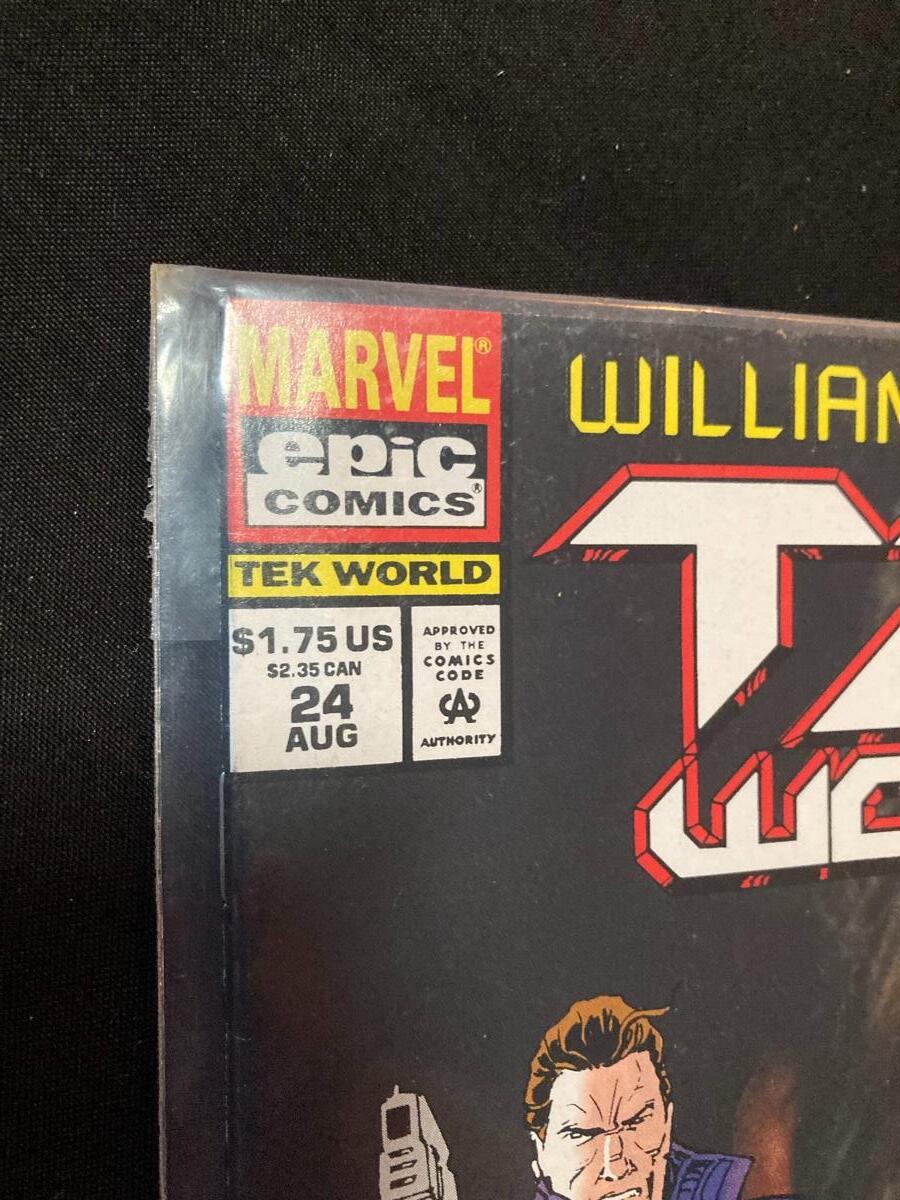 MARVEL®
epic
COMICS®
TEK WORLD
$1.75 US
$2.35 CAN
24
AUG
APPROVED
BY THE
COMICS
CODE
CA
AUTHORITY
WILLIAM